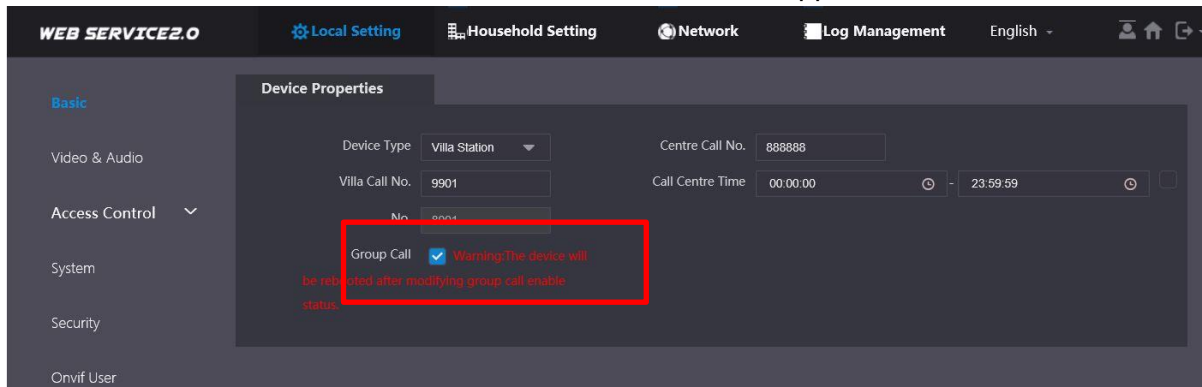 WEB SERVICE2.0 Local Setting Household Setting Network Log Management English
Basic
Device Properties
Device Type Villa Station Centre Call No. 888888
Video & Audio
Villa Call No. 9901 Call Centre Time 00:00:00 - 23:59:59
Access Control
No. 8001
Group Call Warning:The device will
be rebooted after modifying group call enable
status.
System
Security
Onvif User